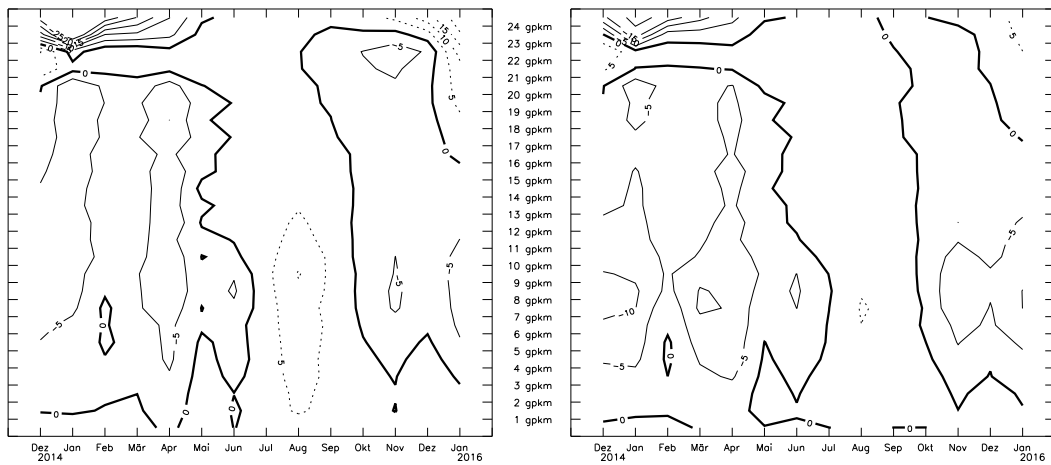 24 gpkm
23 gpkm
22 gpkm
21 gpkm
20 gpkm
19 gpkm
18 gpkm
17 gpkm
16 gpkm
15 gpkm
14 gpkm
13 gpkm
12 gpkm
11 gpkm
10 gpkm
9 gpkm
8 gpkm
7 gpkm
6 gpkm
5 gpkm
4 gpkm
3 gpkm
2 gpkm
1 gpkm
-5
15
10
5
0
0
-5
-5
-5
-5
0
-5
5
0
0
0
Dez Jan Feb Mär Apr Mai Jun Jul Aug Sep Okt Nov Dez Jan
2014 2016
0
5
0
-5
0
-5
-10
-5
-5
0
0
0
0
Dez Jan Feb Mär Apr Mai Jun Jul Aug Sep Okt Nov Dez Jan
2014 2016